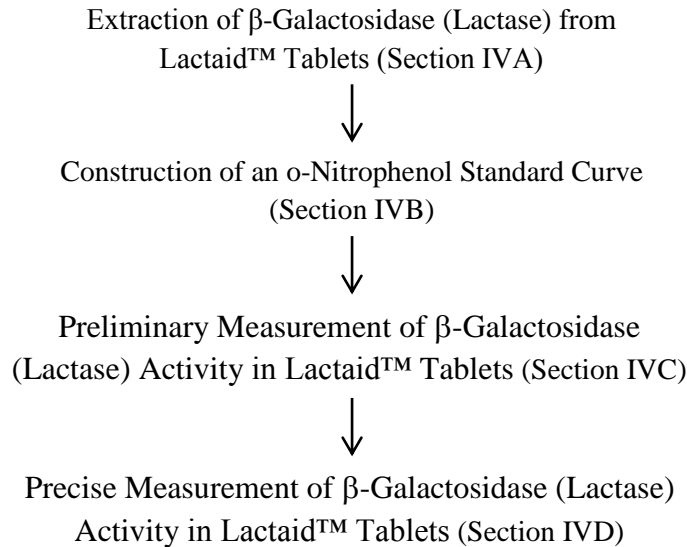 Extraction of β-Galactosidase (Lactase) from
Lactaid™ Tablets (Section IVA)
Construction of an o-Nitrophenol Standard Curve
(Section IVB)
Preliminary Measurement of β-Galactosidase
(Lactase) Activity in Lactaid™ Tablets (Section IVC)
Precise Measurement of β-Galactosidase (Lactase)
Activity in Lactaid™ Tablets (Section IVD)